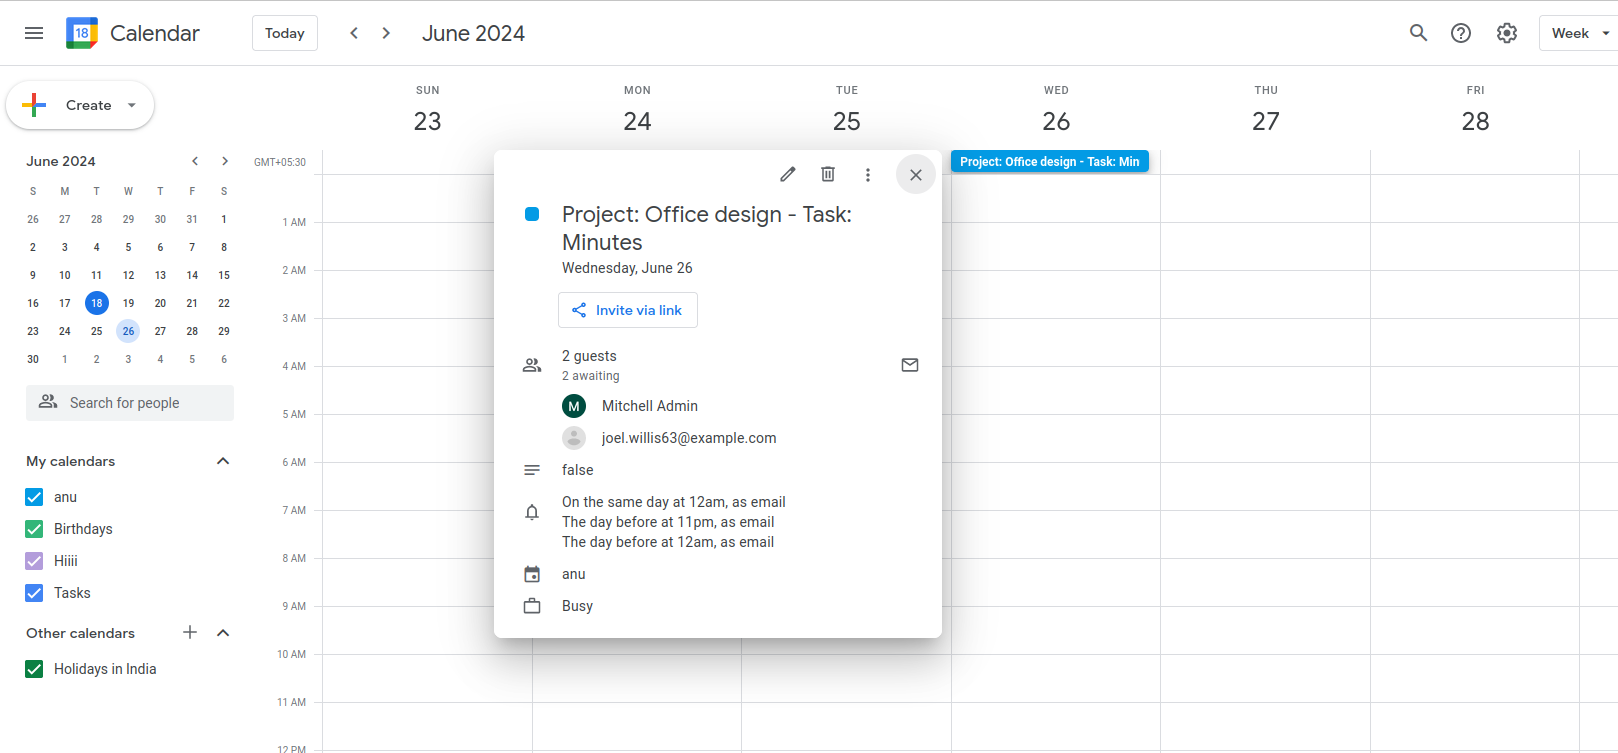 18 Calendar Today June 2024 Week
Create
SUN MON TUE WED THU FRI
23 24 25 26 27 28
June 2024
S M T W T F S
26 27 28 29 30 31 1
2 3 4 5 6 7 8
9 10 11 12 13 14 15
16 17 18 19 20 21 22
23 24 25 26 27 28 29
30 1 2 3 4 5 6
Search for people
My calendars
anu
Birthdays
Hiiii
Tasks
Other calendars
Holidays in India
GMT+05:30
1 AM
2 AM
3 AM
4 AM
5 AM
6 AM
7 AM
8 AM
9 AM
10 AM
11 AM
12 PM
Project: Office design - Task: Min
Project: Office design - Task:
Minutes
Wednesday, June 26
Invite via link
2 guests
2 awaiting
M Mitchell Admin
joel.willis63@example.com
false
On the same day at 12am, as email
The day before at 11pm, as email
The day before at 12am, as email
anu
Busy